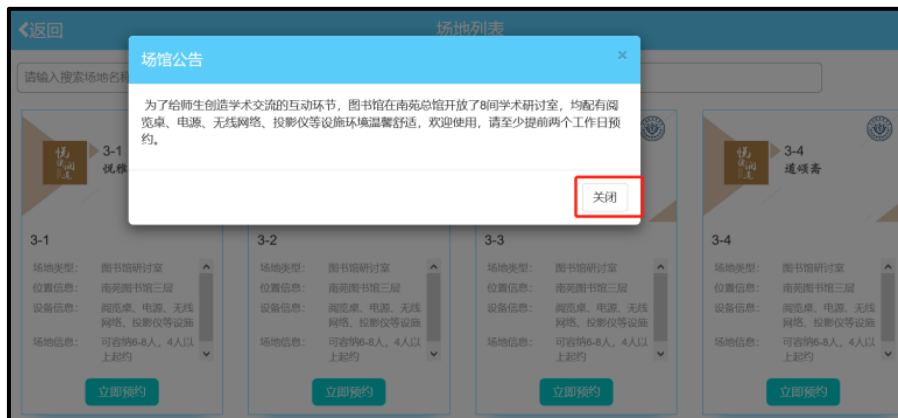 返回
场地列表
场馆公告
×
请输入搜索场地名称
为了给师生创造学术交流的互动环节，图书馆在南苑总馆开放了8间学术研讨室，均配有阅
览桌、电源、无线网络、投影仪等设施环境温馨舒适，欢迎使用，请至少提前两个工作日预
约。
关闭
3-1
悦雅
3-4
道颂斋
3-1
场地类型： 图书馆研讨室
位置信息： 南苑图书馆三层
设备信息： 阅览桌、电源、无线
网络、投影仪等设施
场地信息： 可容纳6-8人，4人以
上起约
立即预约
3-2
场地类型： 图书馆研讨室
位置信息： 南苑图书馆三层
设备信息： 阅览桌、电源、无线
网络、投影仪等设施
场地信息： 可容纳6-8人，4人以
上起约
立即预约
3-3
场地类型： 图书馆研讨室
位置信息： 南苑图书馆三层
设备信息： 阅览桌、电源、无线
网络、投影仪等设施
场地信息： 可容纳6-8人，4人以
上起约
立即预约
3-4
场地类型： 图书馆研讨室
位置信息： 南苑图书馆三层
设备信息： 阅览桌、电源、无线
网络、投影仪等设施
场地信息： 可容纳6-8人，4人以
上起约
立即预约